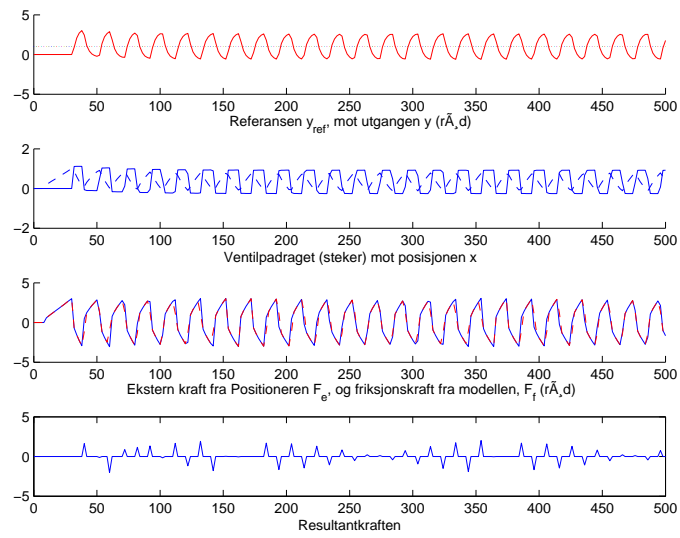 5
0
−5
0 50 100 150 200 250 300 350 400 450 500
Referansen y_ref, mot utgangen y (rÃ¸d)
2
0
−2
0 50 100 150 200 250 300 350 400 450 500
Ventilpadraget (steker) mot posisjonen x
5
0
−5
0 50 100 150 200 250 300 350 400 450 500
Ekstern kraft fra Positioneren F_e, og friksjonskraft fra modellen, F_f (rÃ¸d)
5
0
−5
0 50 100 150 200 250 300 350 400 450 500
Resultantkraften